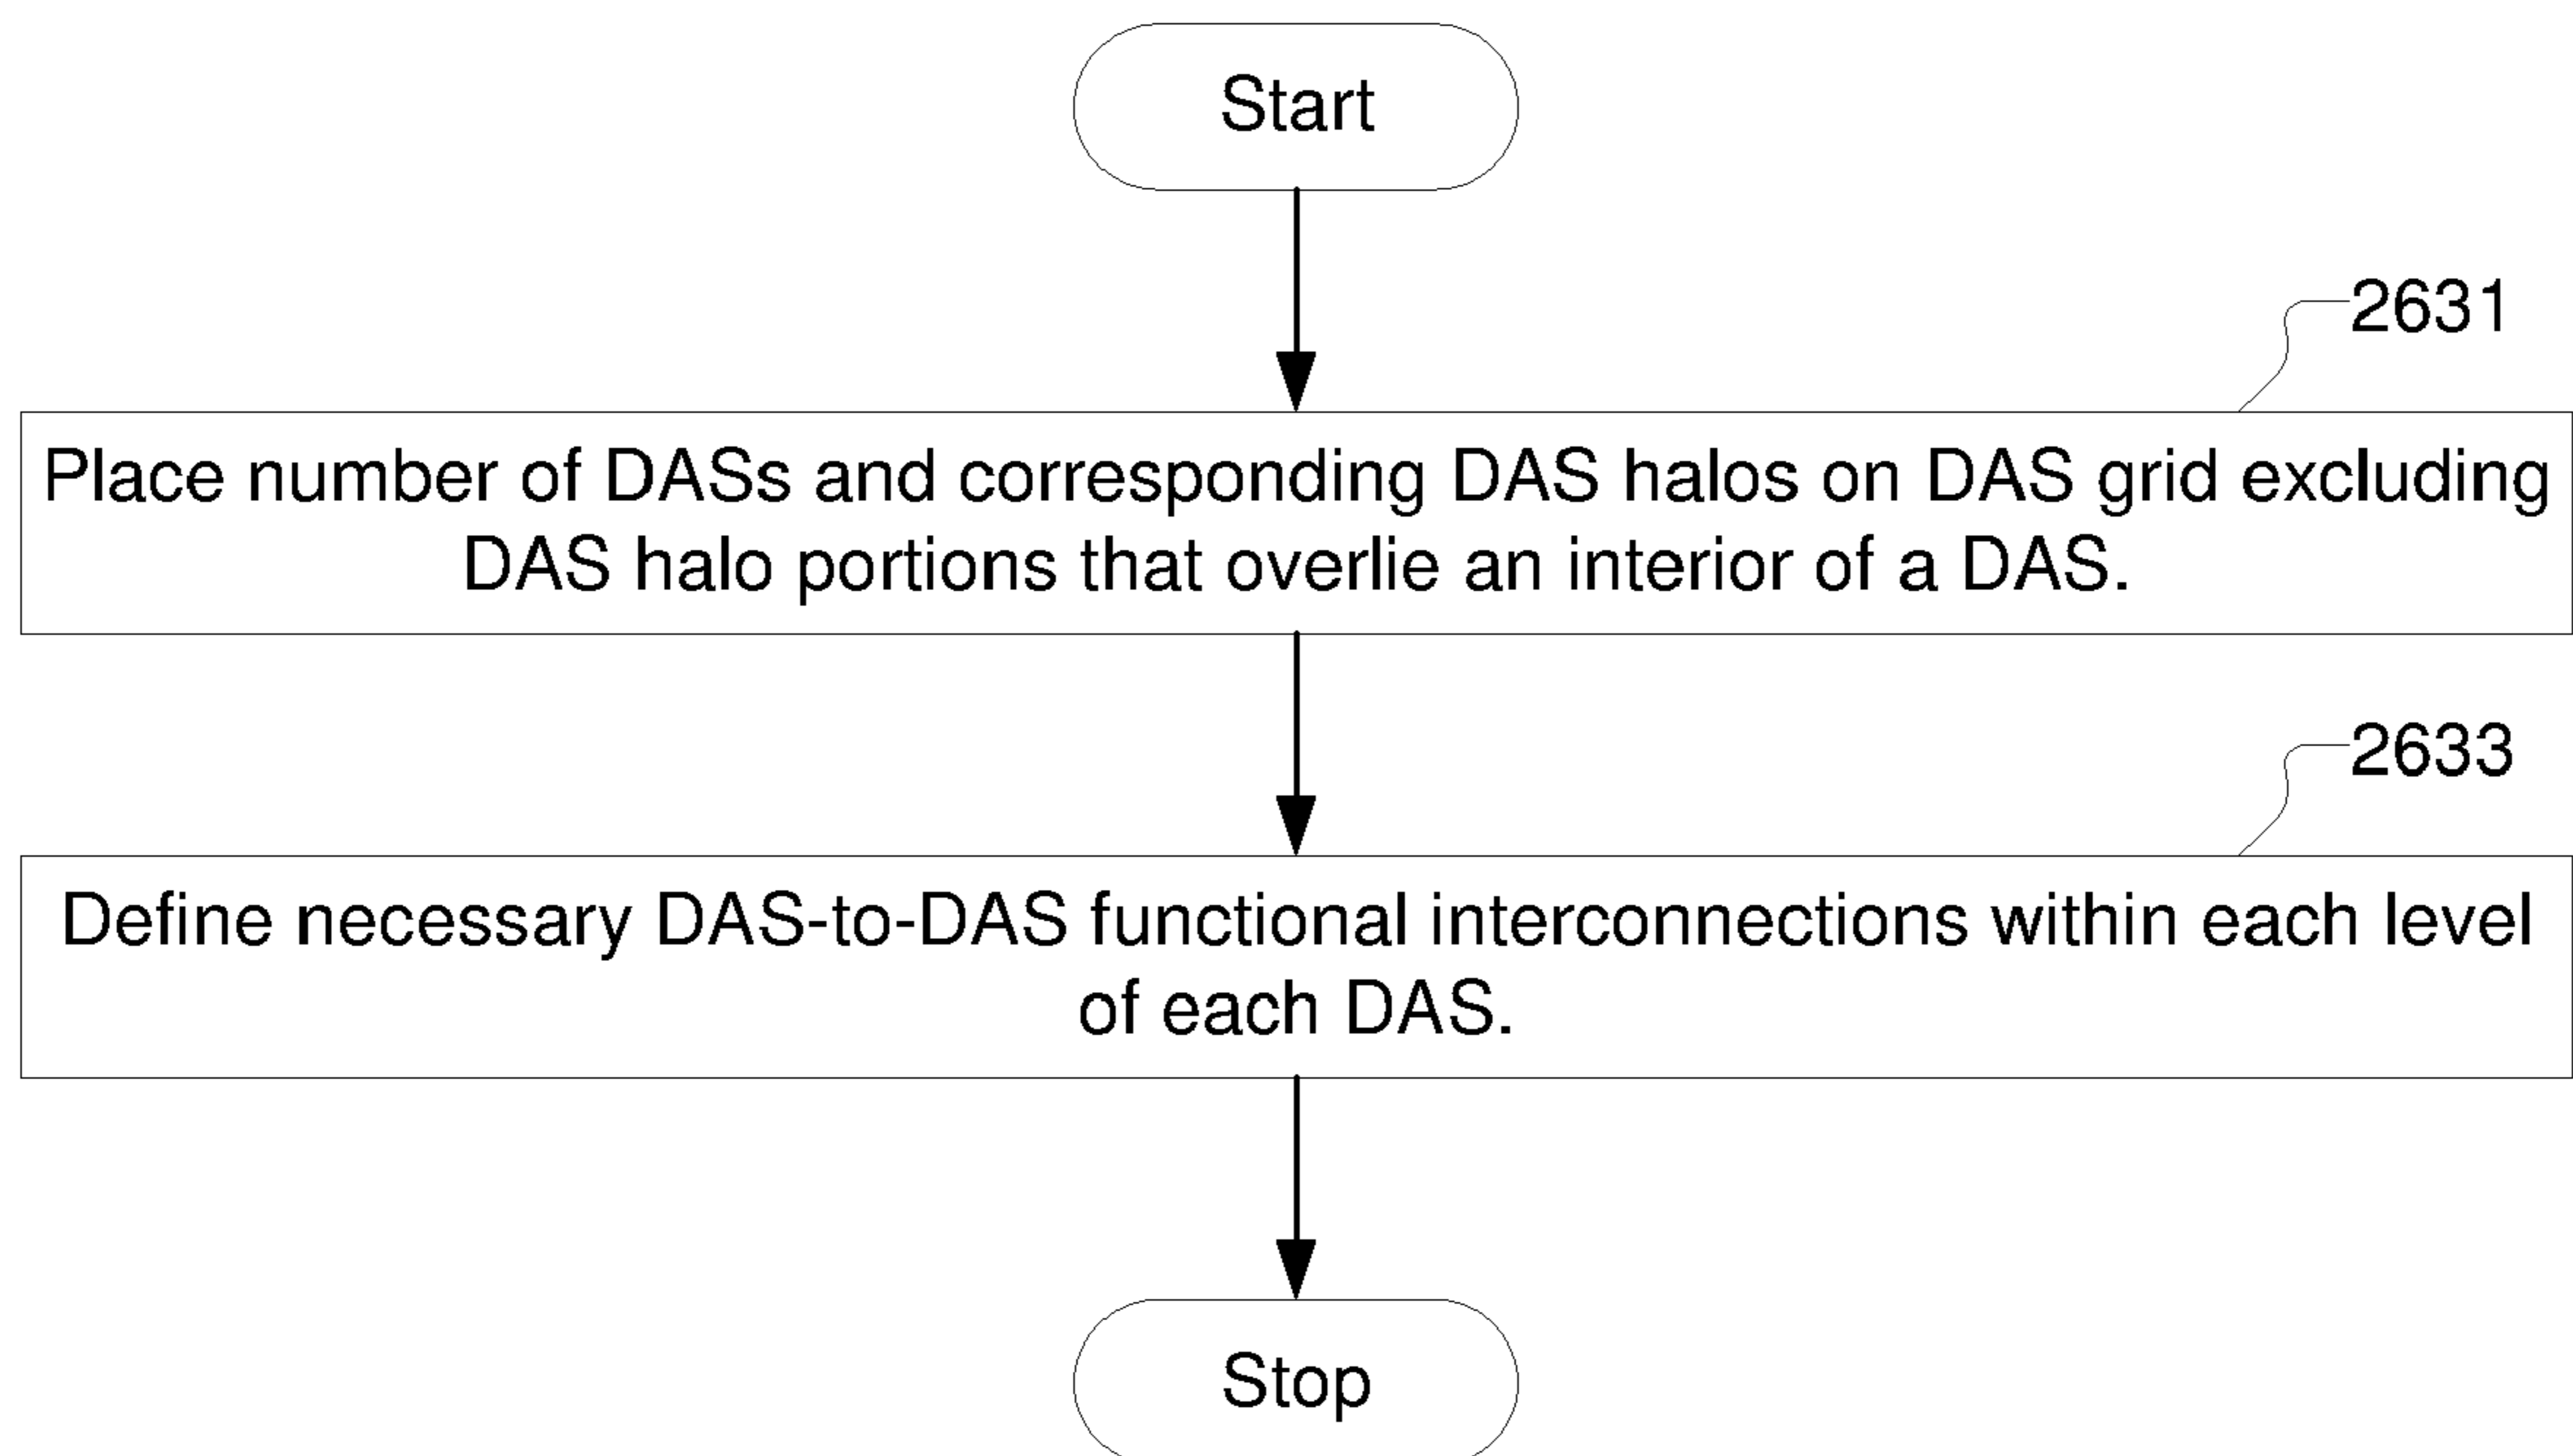 Start
2631
Place number of DASs and corresponding DAS halos on DAS grid excluding
DAS halo portions that overlie an interior of a DAS.
2633
Define necessary DAS-to-DAS functional interconnections within each level
of each DAS.
Stop